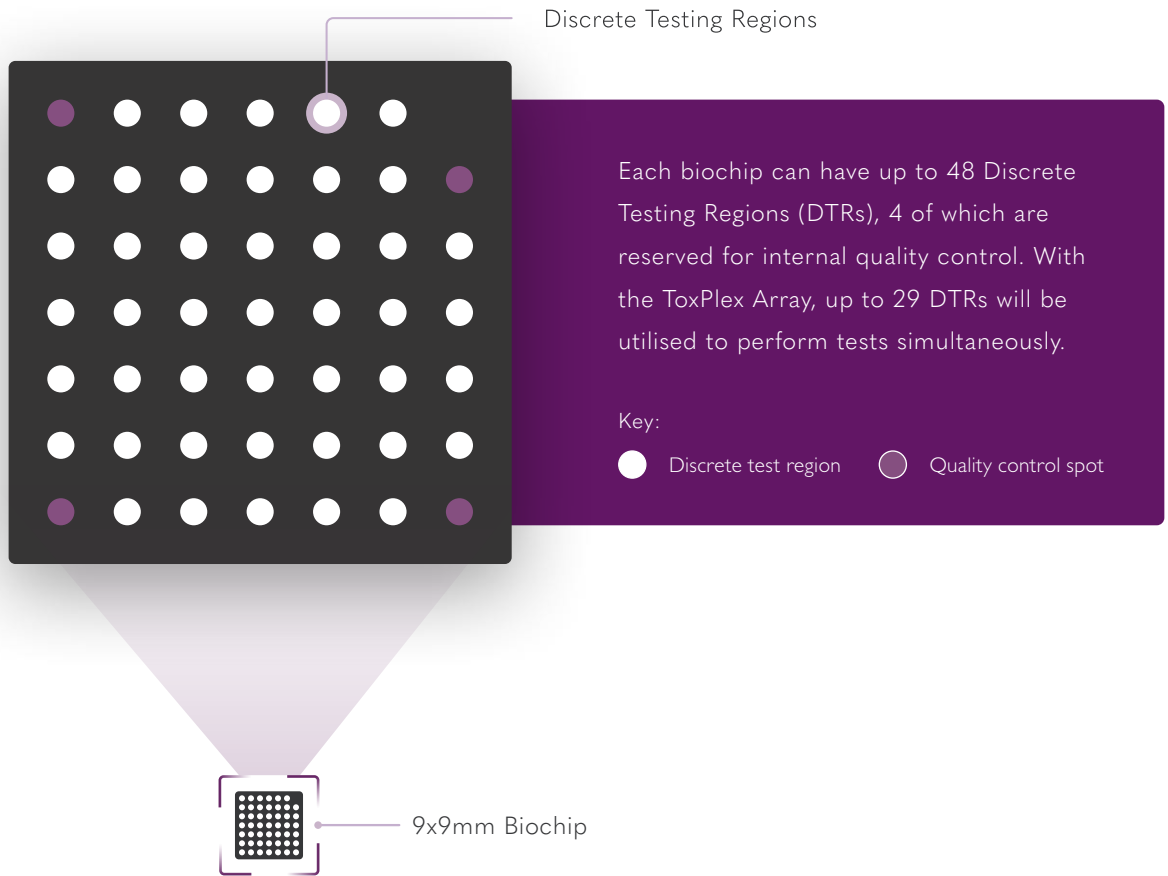 Discrete Testing Regions
Each biochip can have up to 48 Discrete
Testing Regions (DTRs), 4 of which are
reserved for internal quality control. With
the ToxPlex Array, up to 29 DTRs will be
utilised to perform tests simultaneously.
Key:
Discrete test region
Quality control spot
9x9mm Biochip